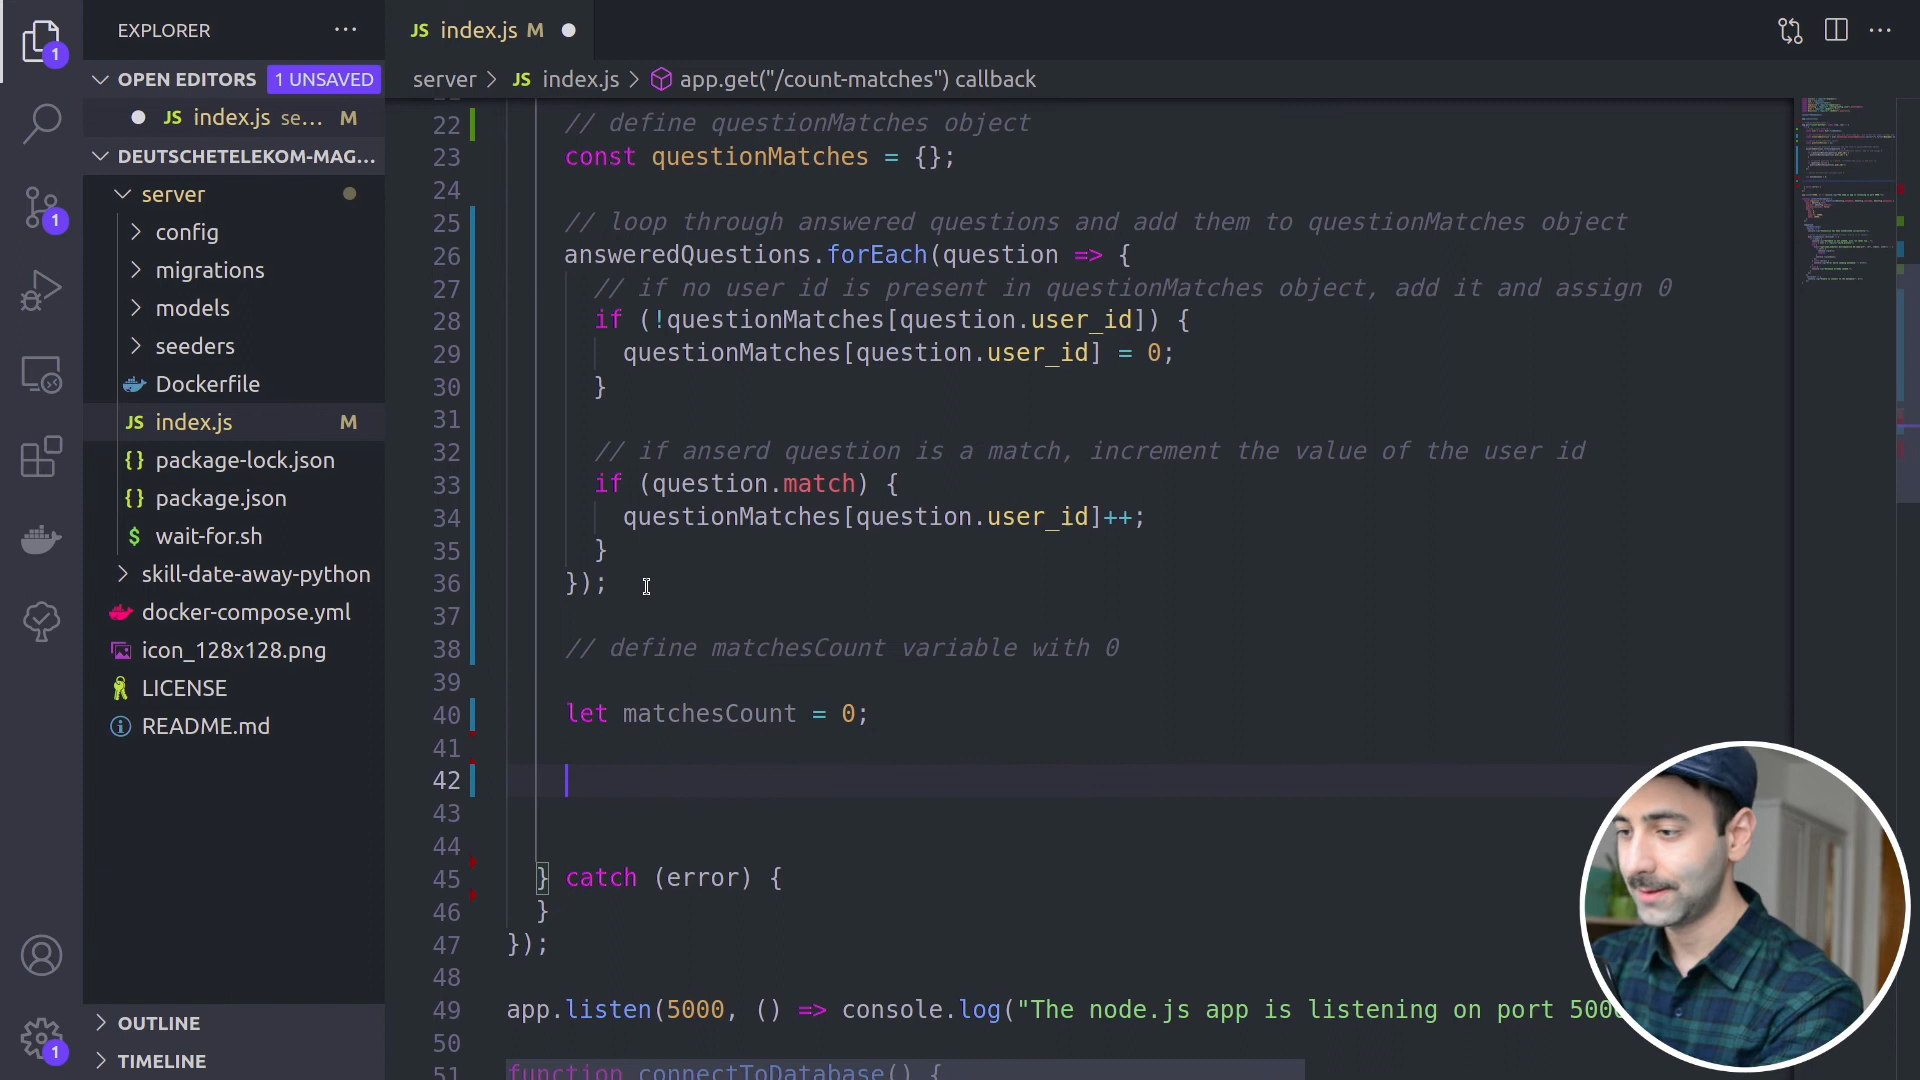 EXPLORER
OPEN EDITORS
1 UNSAVED
JS index.js se... M
DEUTSCHETELEKOM-MAG...
server
config
migrations
models
seeders
Dockerfile
JS index.js M
{} package-lock.json
{} package.json
$ wait-for.sh
skill-date-away-python
docker-compose.yml
icon_128x128.png
LICENSE
README.md
OUTLINE
TIMELINE
1
1
1
JS index.js M
server > JS index.js > app.get("/count-matches") callback
22 // define questionMatches object
23 const questionMatches = {};
24
25 // loop through answered questions and add them to questionMatches object
26 answeredQuestions.forEach(question => {
27 // if no user id is present in questionMatches object, add it and assign 0
28 if (!questionMatches[question.user_id]) {
29 questionMatches[question.user_id] = 0;
30 }
31
32 // if anserd question is a match, increment the value of the user id
33 if (question.match) {
34 questionMatches[question.user_id]++;
35 }
36 });
37
38 // define matchesCount variable with 0
39
40 let matchesCount = 0;
41
42
43
44
45 } catch (error) {
46 }
47 });
48
49 app.listen(5000, () => console.log("The node.js app is listening on port 500
50
51 function connectToDatabase() {